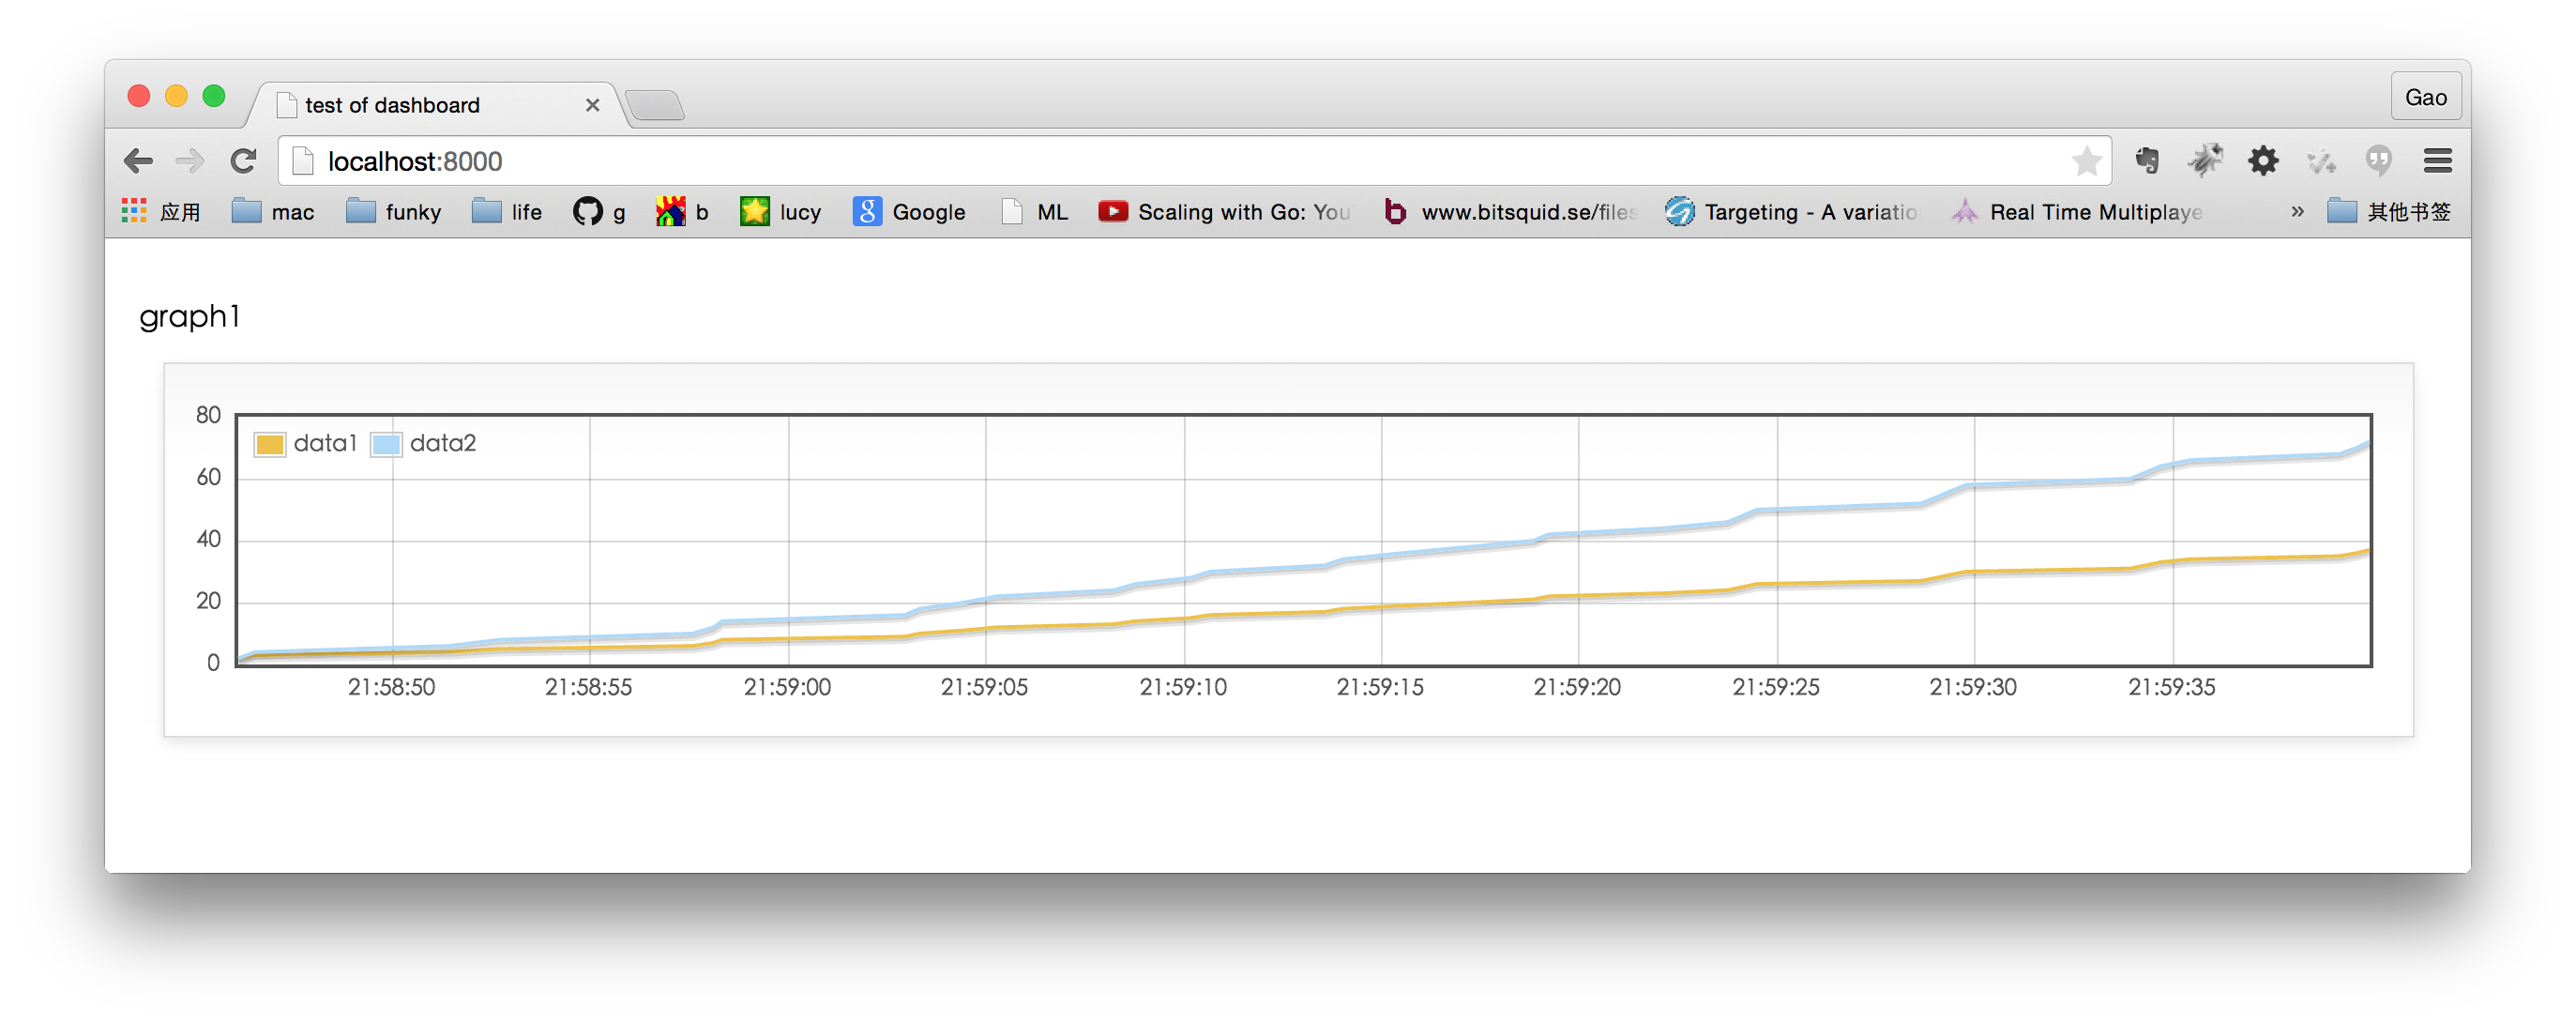 test of dashboard
Gao
localhost:8000
应用 mac funky life g b lucy Google ML Scaling with Go: You www.bitsquid.se/files Targeting - A variatio Real Time Multiplaye » 其他书签
graph1
80
data1 data2
60
40
20
0
21:58:50 21:58:55 21:59:00 21:59:05 21:59:10 21:59:15 21:59:20 21:59:25 21:59:30 21:59:35